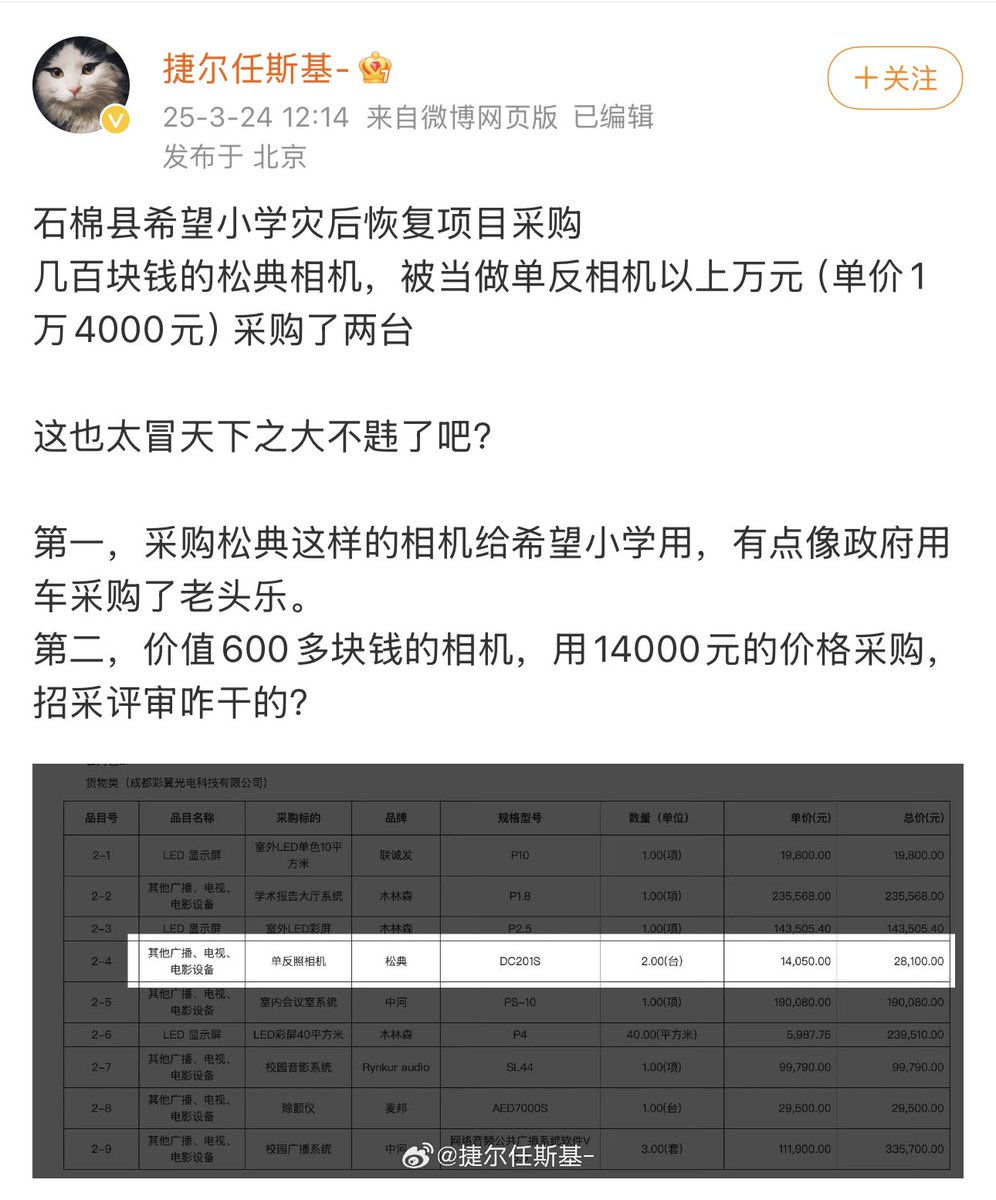 捷尔任斯基-
+关注
25-3-24 12:14 来自微博网页版 已编辑
发布于 北京
石棉县希望小学灾后恢复项目采购
几百块钱的松典相机，被当做单反相机以上万元（单价1
万4000元）采购了两台
这也太冒天下之大不韪了吧？
第一，采购松典这样的相机给希望小学用，有点像政府用
车采购了老头乐。
第二，价值600多块钱的相机，用14000元的价格采购，
招采评审咋干的？
货物类（成都彩翼光电科技有限公司）
品目号 品目名称 采购标的 品牌 规格型号 数量（单位） 单价(元) 总价(元)
2-1 LED 显示屏 室外LED单色10平方米 联诚发 P10 1.00(项) 19,800.00 19,800.00
2-2 其他广播、电视、电影设备 学术报告大厅系统 木林森 P1.8 1.00(项) 235,568.00 235,568.00
2-3 LED 显示屏 室外LED彩屏 木林森 P2.5 1.00(项) 143,505.40 143,505.40
2-4 其他广播、电视、电影设备 单反照相机 松典 DC201S 2.00(台) 14,050.00 28,100.00
2-5 其他广播、电视、电影设备 室内会议室系统 中河 PS-10 1.00(项) 190,080.00 190,080.00
2-6 LED 显示屏 LED彩屏40平方米 木林森 P4 40.00(平方米) 5,987.75 239,510.00
2-7 其他广播、电视、电影设备 校园音影系统 Rynkur audio SL44 1.00(项) 99,790.00 99,790.00
2-8 其他广播、电视、电影设备 除颤仪 麦邦 AED7000S 1.00(台) 29,500.00 29,500.00
2-9 其他广播、电视、电影设备 校园广播系统 中河 网络音频公共广播系统软件V 3.00(套) 111,900.00 335,700.00
@捷尔任斯基-